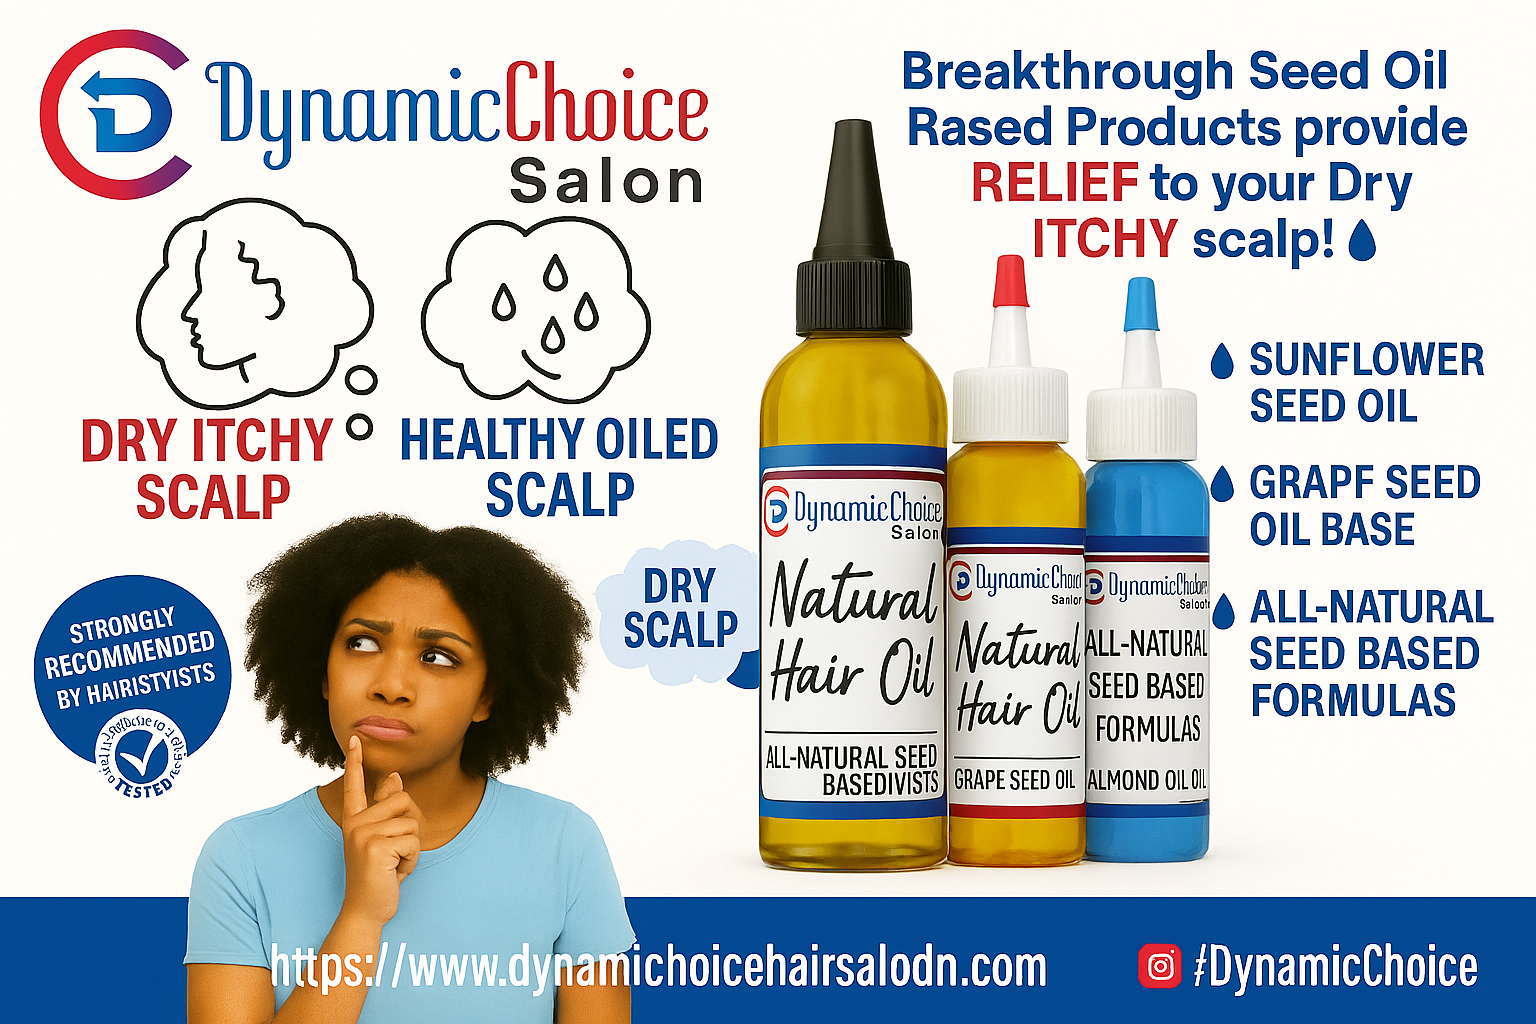 DynamicChoice
Salon
Breakthrough Seed Oil
Rased Products provide
RELIEF to your Dry
ITCHY scalp!
DRY ITCHY
SCALP
HEALTHY OILED
SCALP
STRONGLY
RECOMMENDED
BY HAIRISTYISTS
TESTED
DRY
SCALP
DynamicChoice
Salon
Natural
Hair Oil
ALL-NATURAL SEED
BASEDIVISTS
DynamicChoice
Sanlor
Natural
Hair Oil
GRAPE SEED OIL
Saloote
ALL-NATURAL
SEED BASED
FORMULAS
ALMOND OIL OIL
SUNFLOWER
SEED OIL
GRAPF SEED
OIL BASE
ALL-NATURAL
SEED BASED
FORMULAS
https://www.dynamichoicehairsalodn.com
#DynamicChoice